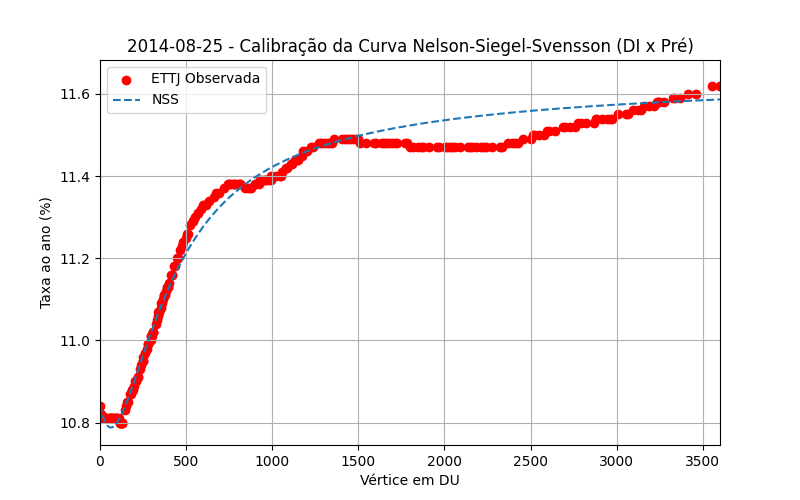 2014-08-25 - Calibração da Curva Nelson-Siegel-Svensson (DI x Pré)
ETTJ Observada
NSS
Taxa ao ano (%)
11.6
11.4
11.2
11.0
10.8
0 500 1000 1500 2000 2500 3000 3500
Vértice em DU